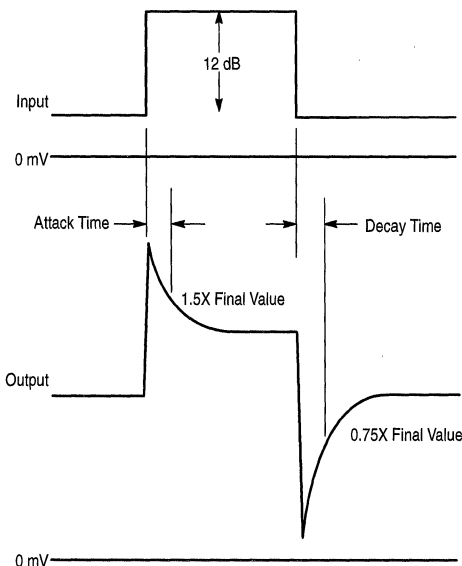 12 dB
Input
0 mV
Attack Time
Decay Time
1.5X Final Value
Output
0.75X Final Value
0 mV